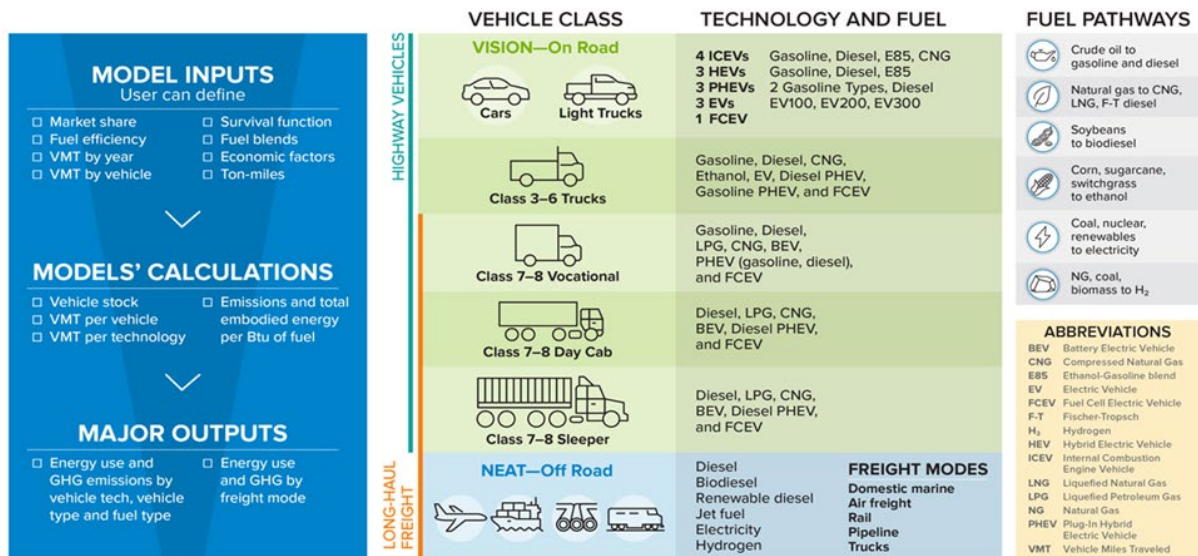 MODEL INPUTS
User can define
☐ Market share
☐ Fuel efficiency
☐ VMT by year
☐ VMT by vehicle
☐ Survival function
☐ Fuel blends
☐ Economic factors
☐ Ton-miles
MODELS' CALCULATIONS
☐ Vehicle stock
☐ VMT per vehicle
☐ VMT per technology
☐ Emissions and total
embodied energy
per Btu of fuel
MAJOR OUTPUTS
☐ Energy use and
GHG emissions by
vehicle tech, vehicle
type and fuel type
☐ Energy use
and GHG by
freight mode
HIGHWAY VEHICLES
LONG-HAUL
FREIGHT
VEHICLE CLASS
TECHNOLOGY AND FUEL
VISION—On Road
Cars
Light Trucks
4 ICEVs Gasoline, Diesel, E85, CNG
3 HEVs Gasoline, Diesel, E85
3 PHEVs 2 Gasoline Types, Diesel
3 EVs EV100, EV200, EV300
1 FCEV
Class 3–6 Trucks
Gasoline, Diesel, CNG,
Ethanol, EV, Diesel PHEV,
Gasoline PHEV, and FCEV
Class 7–8 Vocational
Gasoline, Diesel,
LPG, CNG, BEV,
PHEV (gasoline, diesel),
and FCEV
Class 7–8 Day Cab
Diesel, LPG, CNG,
BEV, Diesel PHEV,
and FCEV
Class 7–8 Sleeper
Diesel, LPG, CNG,
BEV, Diesel PHEV,
and FCEV
NEAT—Off Road
Diesel
Biodiesel
Renewable diesel
Jet fuel
Electricity
Hydrogen
FREIGHT MODES
Domestic marine
Air freight
Rail
Pipeline
Trucks
FUEL PATHWAYS
Crude oil to
gasoline and diesel
Natural gas to CNG,
LNG, F-T diesel
Soybeans
to biodiesel
Corn, sugarcane,
switchgrass
to ethanol
Coal, nuclear,
renewables
to electricity
NG, coal,
biomass to H₂
ABBREVIATIONS
BEV Battery Electric Vehicle
CNG Compressed Natural Gas
E85 Ethanol-Gasoline blend
EV Electric Vehicle
FCEV Fuel Cell Electric Vehicle
F-T Fischer-Tropsch
H₂ Hydrogen
HEV Hybrid Electric Vehicle
ICEV Internal Combustion
Engine Vehicle
LNG Liquefied Natural Gas
LPG Liquefied Petroleum Gas
NG Natural Gas
PHEV Plug-In Hybrid
Electric Vehicle
VMT Vehicle Miles Traveled